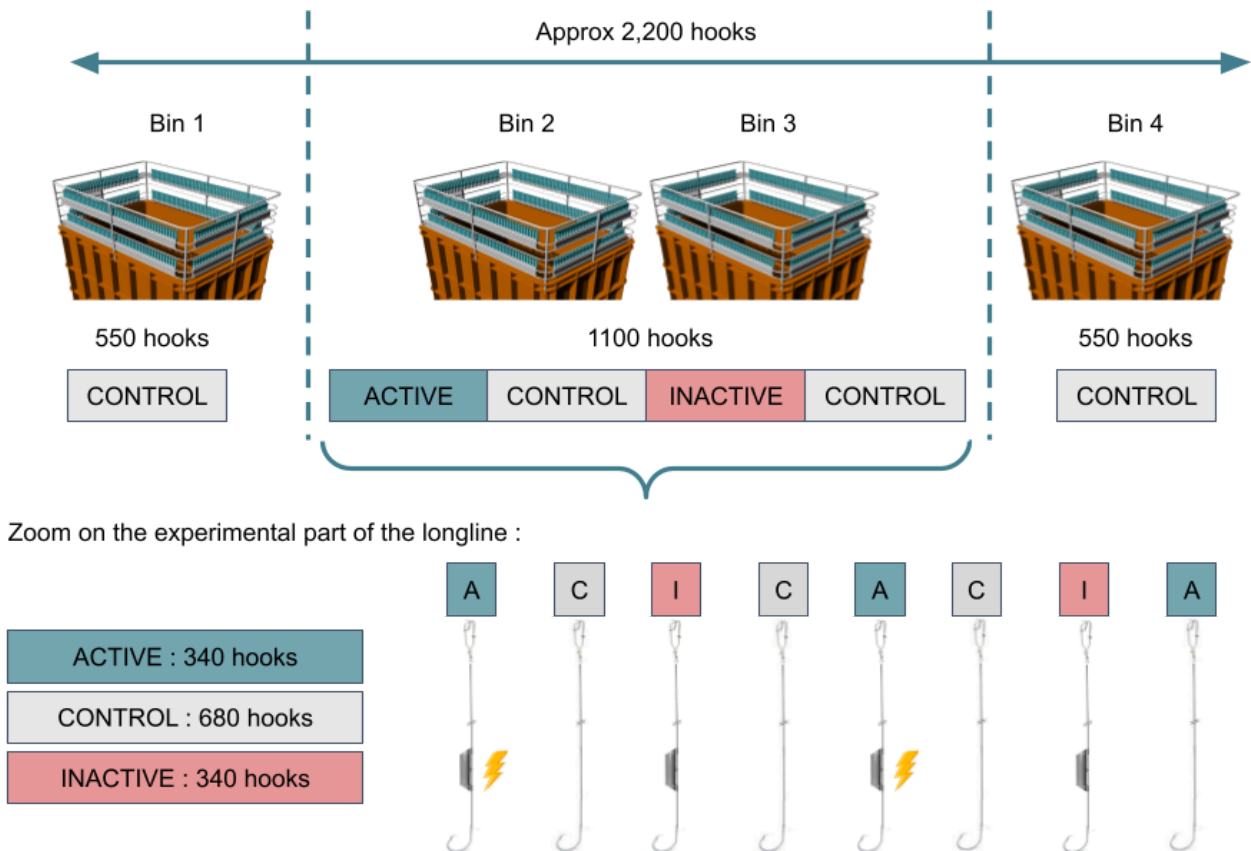 Approx 2,200 hooks
Bin 1
Bin 2
Bin 3
Bin 4
550 hooks
1100 hooks
550 hooks
CONTROL
ACTIVE
CONTROL
INACTIVE
CONTROL
CONTROL
Zoom on the experimental part of the longline :
A
C
I
C
A
C
I
A
ACTIVE : 340 hooks
CONTROL : 680 hooks
INACTIVE : 340 hooks